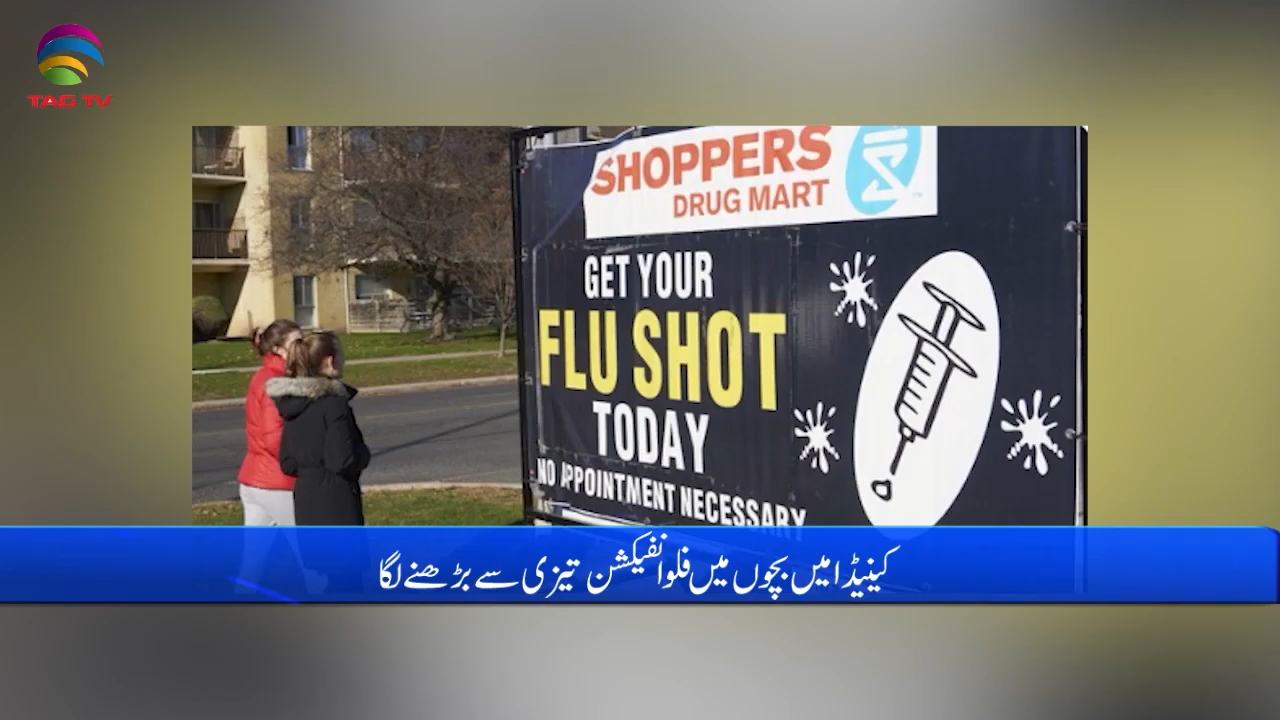 TAG TV
SHOPPERS
DRUG MART
GET YOUR
FLU SHOT
TODAY
NO APPOINTMENT NECESSARY
کینیڈا میں بچوں میں فلو انفیکشن تیزی سے بڑھنے لگا